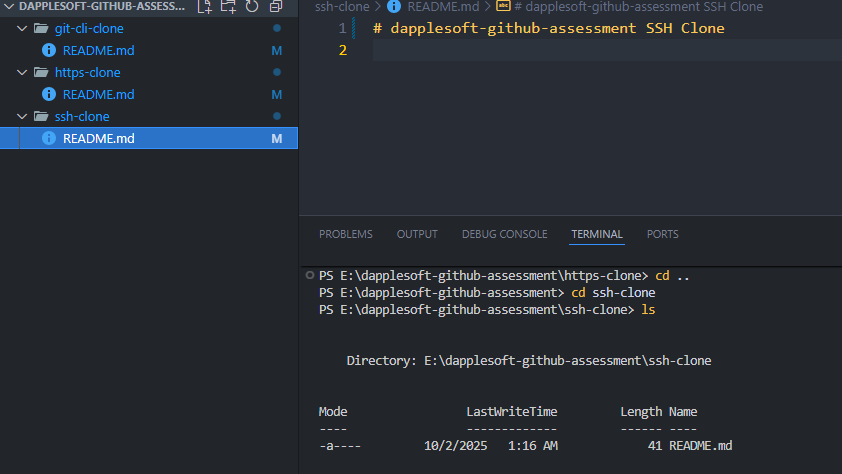 DAPPLESOFT-GITHUB-ASSESS...
git-cli-clone
README.md M
https-clone
README.md M
ssh-clone
README.md M
ssh-clone > README.md > abc # dapplesoft-github-assessment SSH Clone
1 # dapplesoft-github-assessment SSH Clone
2
PROBLEMS OUTPUT DEBUG CONSOLE TERMINAL PORTS
PS E:\dapplesoft-github-assessment\https-clone> cd ..
PS E:\dapplesoft-github-assessment> cd ssh-clone
PS E:\dapplesoft-github-assessment\ssh-clone> ls
Directory: E:\dapplesoft-github-assessment\ssh-clone
Mode LastWriteTime Length Name
---- ------------- ------ ----
-a---- 10/2/2025 1:16 AM 41 README.md